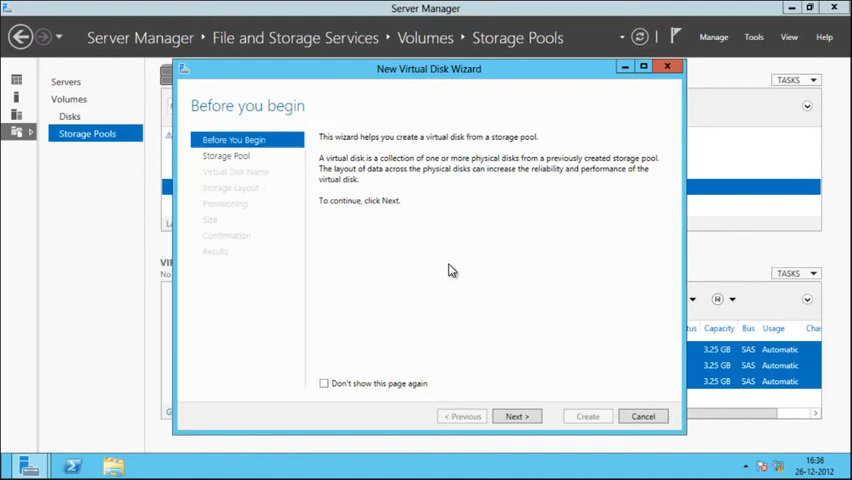 Server Manager
Server Manager ▸ File and Storage Services ▸ Volumes ▸ Storage Pools
Manage Tools View Help
Servers
Volumes
Disks
Storage Pools
TASKS
New Virtual Disk Wizard
Before you begin
Before You Begin
Storage Pool
Virtual Disk Name
Storage Layout
Provisioning
Size
Confirmation
Results
This wizard helps you create a virtual disk from a storage pool.
A virtual disk is a collection of one or more physical disks from a previously created storage pool.
The layout of data across the physical disks can increase the reliability and performance of the
virtual disk.
To continue, click Next.
Don't show this page again
< Previous Next > Create Cancel
VI
No
TASKS
Capacity Bus Usage
3.25 GB SAS Automatic
3.25 GB SAS Automatic
3.25 GB SAS Automatic
16:36
26-12-2012